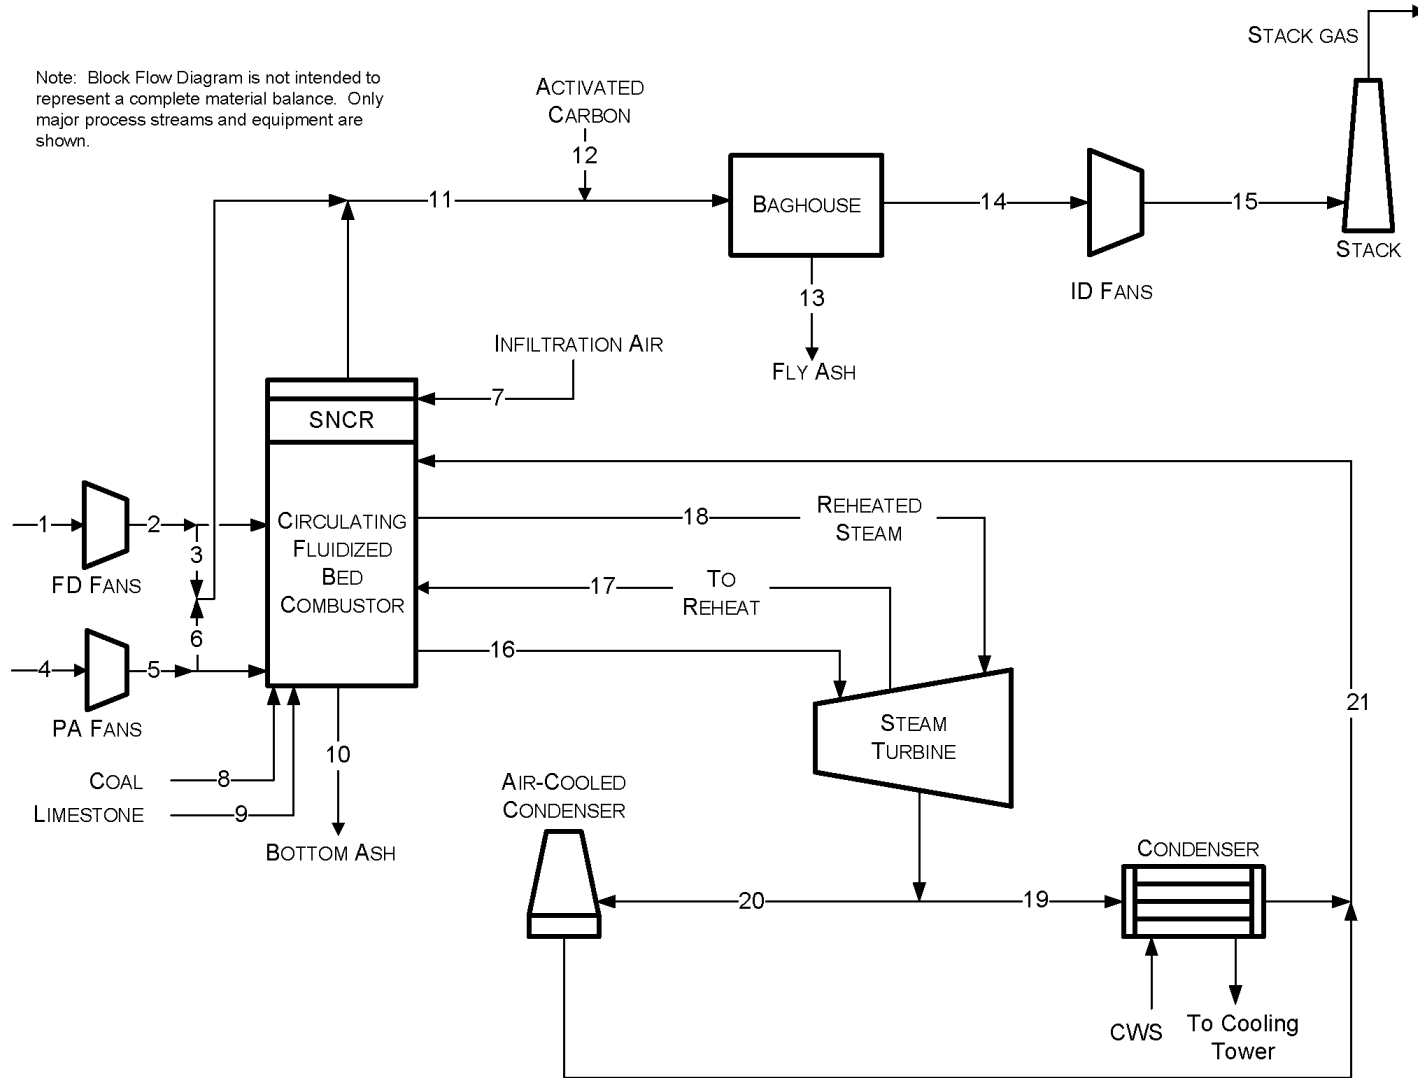 STACK GAS
Note: Block Flow Diagram is not intended to
represent a complete material balance. Only
major process streams and equipment are
shown.
ACTIVATED
CARBON
12
11
BAGHOUSE
14
15
STACK
ID FANS
13
FLY ASH
INFILTRATION AIR
7
SNCR
1
2
3
FD FANS
CIRCULATING
FLUIDIZED
BED
COMBUSTOR
18
REHEATED
STEAM
17
TO
REHEAT
6
4
5
PA FANS
16
21
STEAM
TURBINE
10
COAL
8
LIMESTONE
9
BOTTOM ASH
AIR-COOLED
CONDENSER
CONDENSER
20
19
CWS
To Cooling
Tower